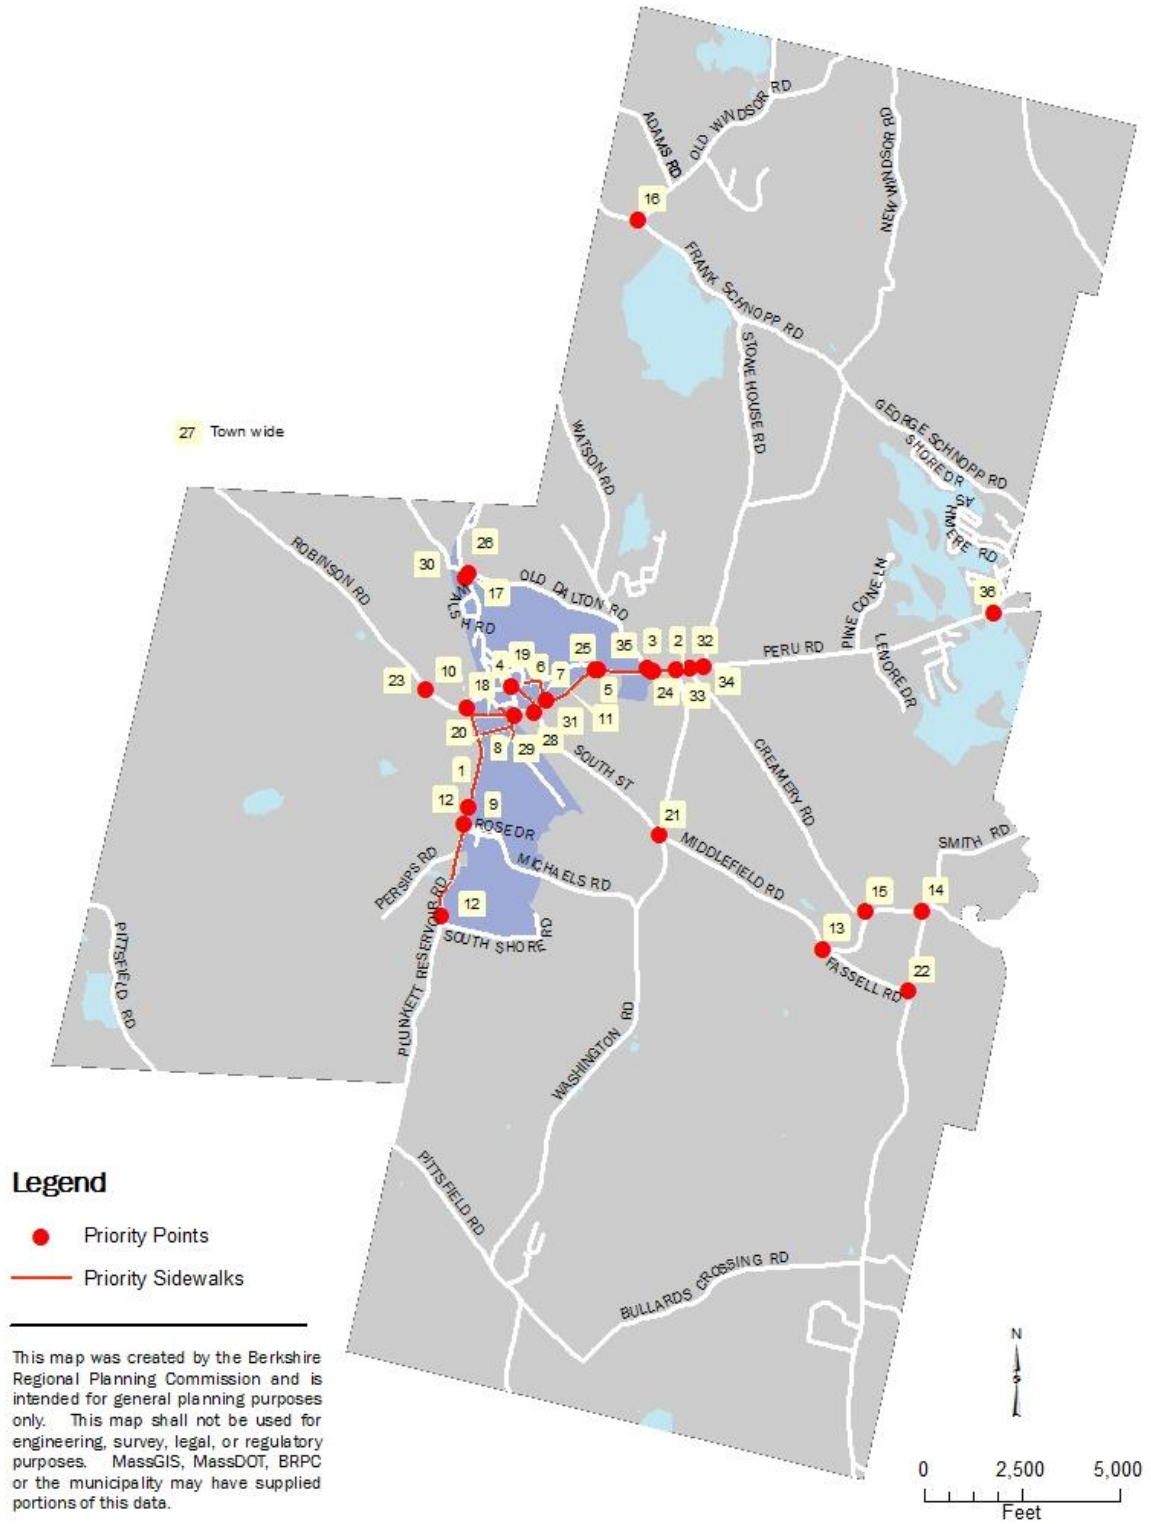 ADAMS RD
OLD WINDSOR RD
NEW WINDSOR RD
16
FRANK SCHNOPP RD
STONEHOUSE RD
GEORGE SCHNOPP RD
SHORE DR
27 Town wide
WATSON RD
ASHMERE RD
ROBINSON RD
26
30
17
OLD DALTON RD
WALSH RD
PINE CONE LN
36
35 3 2 32
PERU RD
LENORE DR
25
19
4
6
7
10
23
18
5
24
33
34
11
31
20
8
29
28
SOUTH ST
CREAMERY RD
1
12
9
ROSE DR
21
MIDDLEFIELD RD
SMITH RD
MICHAELS RD
PERSIPS RD
12
15
14
13
SOUTH SHORE RD
FASSELL RD
22
PITTSFIELD RD
PLUNKETT RESERVOIR RD
WASHINGTON RD
PITTSFIELD RD
BULLARDS CROSSING RD
Legend
Priority Points
Priority Sidewalks
This map was created by the Berkshire
Regional Planning Commission and is
intended for general planning purposes
only. This map shall not be used for
engineering, survey, legal, or regulatory
purposes. MassGIS, MassDOT, BRPC
or the municipality may have supplied
portions of this data.
N
S
0 2,500 5,000
Feet